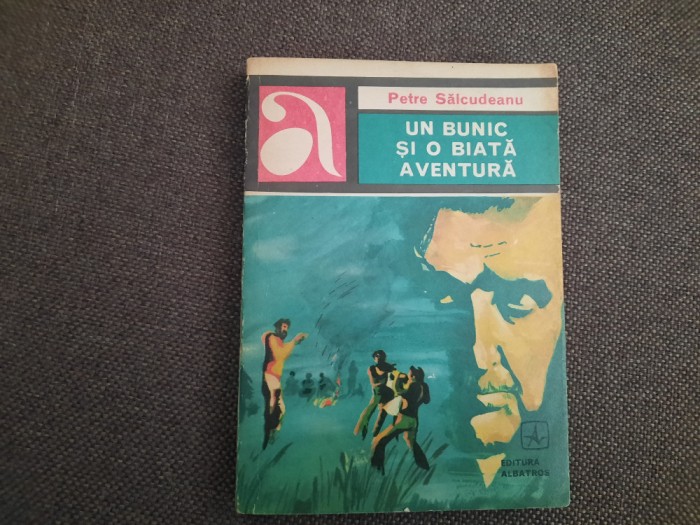 a
Petre Sălcudeanu
UN BUNIC
ȘI O BIATĂ
AVENTURĂ
EDITURA
ALBATROS